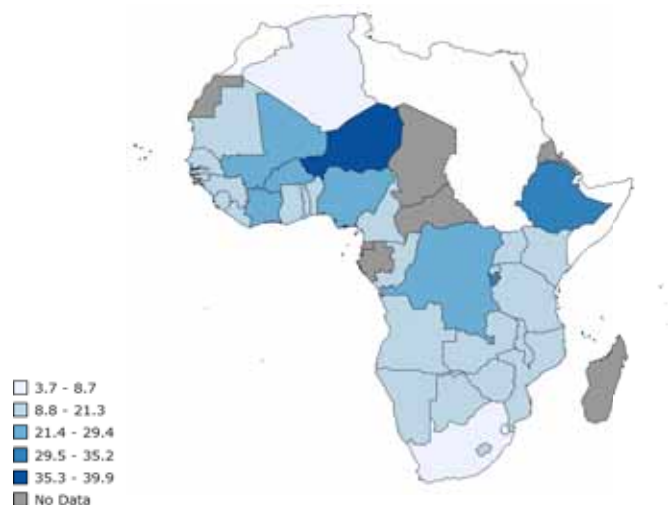 3.7 - 8.7
8.8 - 21.3
21.4 - 29.4
29.5 - 35.2
35.3 - 39.9
No Data